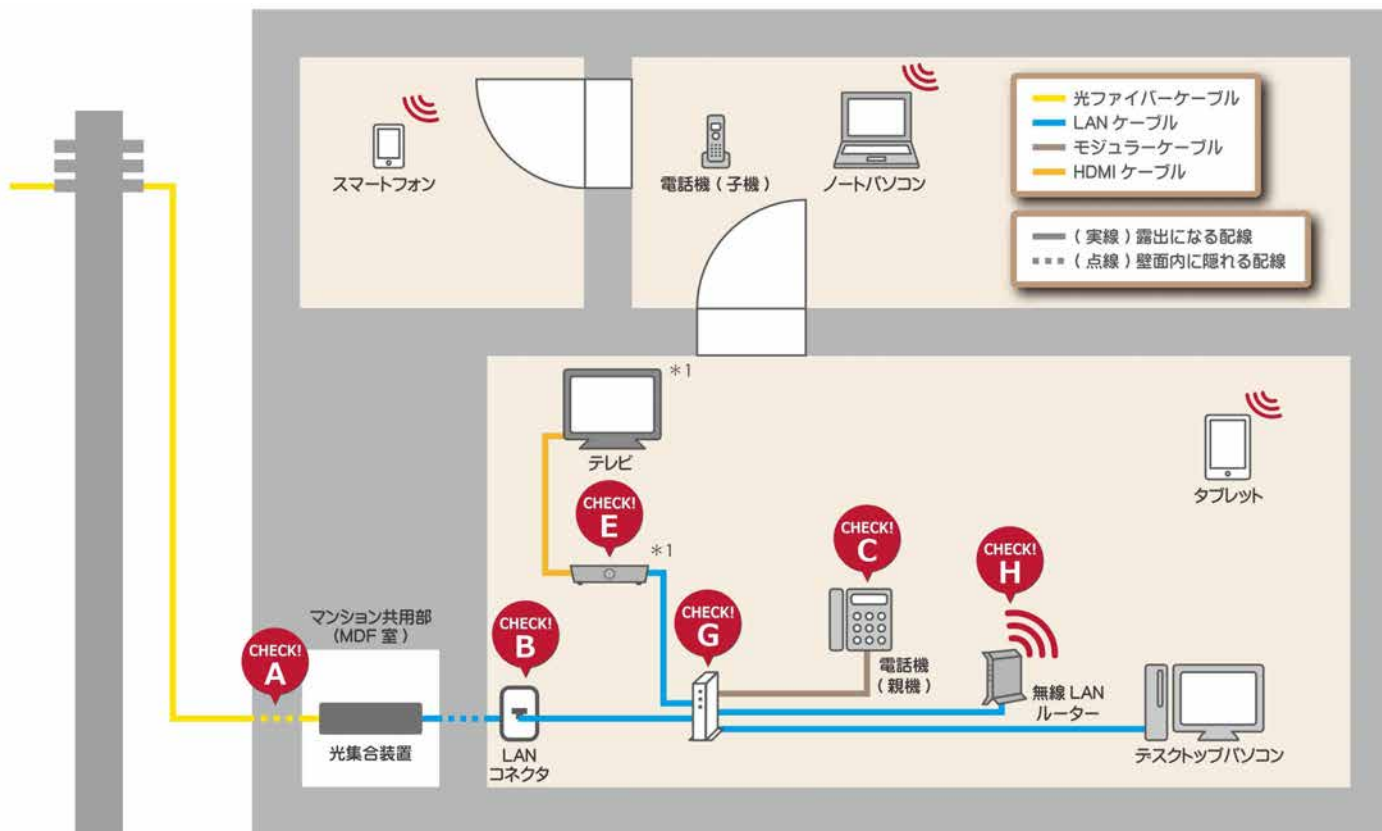 光ファイバーケーブル
LAN ケーブル
モジュラーケーブル
HDMI ケーブル
( 実線 ) 露出になる配線
( 点線 ) 壁面内に隠れる配線
スマートフォン
電話機 ( 子機 )
ノートパソコン
＊1
テレビ
タブレット
CHECK!
E
＊1
CHECK!
C
CHECK!
H
マンション共用部
(MDF 室 )
CHECK!
A
CHECK!
B
CHECK!
G
電話機
( 親機 )
無線 LAN
ルーター
光集合装置
LAN
コネクタ
デスクトップパソコン